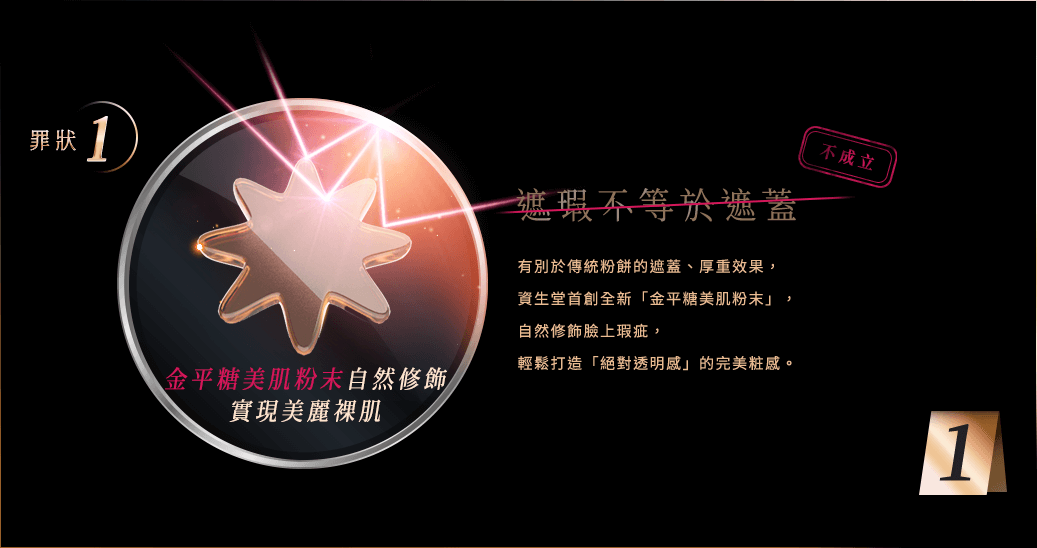 罪狀 1
不成立
遮瑕不等於遮蓋
有別於傳統粉餅的遮蓋、厚重效果，
資生堂首創全新「金平糖美肌粉末」，
自然修飾臉上瑕疵，
輕鬆打造「絕對透明感」的完美粧感。
金平糖美肌粉末自然修飾
實現美麗裸肌
1